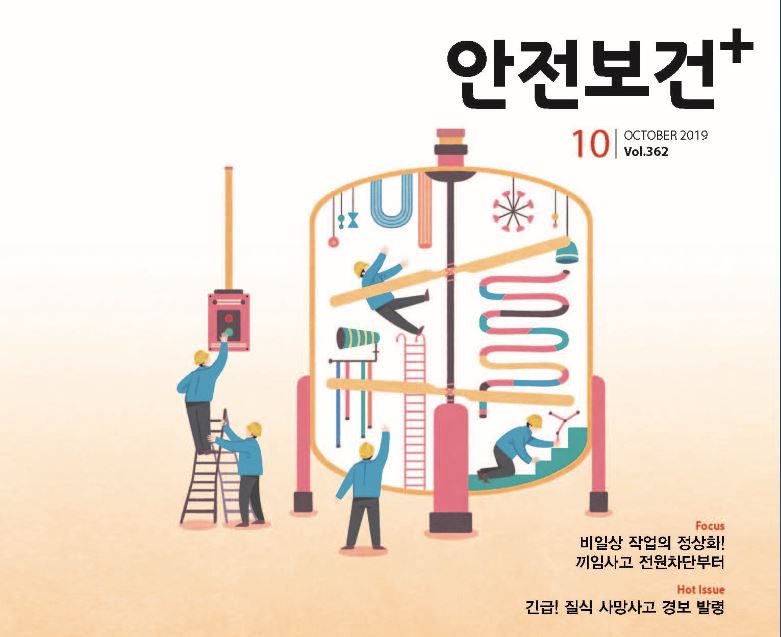 안전보건+
10 OCTOBER 2019
Vol.362
Focus
비일상 작업의 정상화!
끼임사고 전원차단부터
Hot Issue
긴급! 질식 사망사고 경보 발령